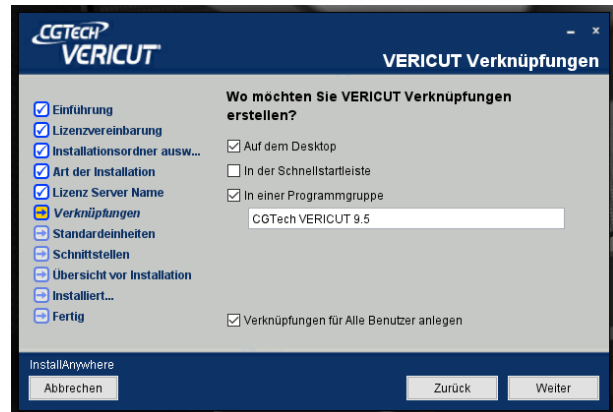 CGTECH
VERICUT
VERICUT Verknüpfungen
Einführung
Lizenzvereinbarung
Installationsordner ausw...
Art der Installation
Lizenz Server Name
Verknüpfungen
Standardeinheiten
Schnittstellen
Übersicht vor Installation
Installiert...
Fertig
Wo möchten Sie VERICUT Verknüpfungen
erstellen?
Auf dem Desktop
In der Schnellstartleiste
In einer Programmgruppe
CGTech VERICUT 9.5
Verknüpfungen für Alle Benutzer anlegen
InstallAnywhere
Abbrechen
Zurück
Weiter